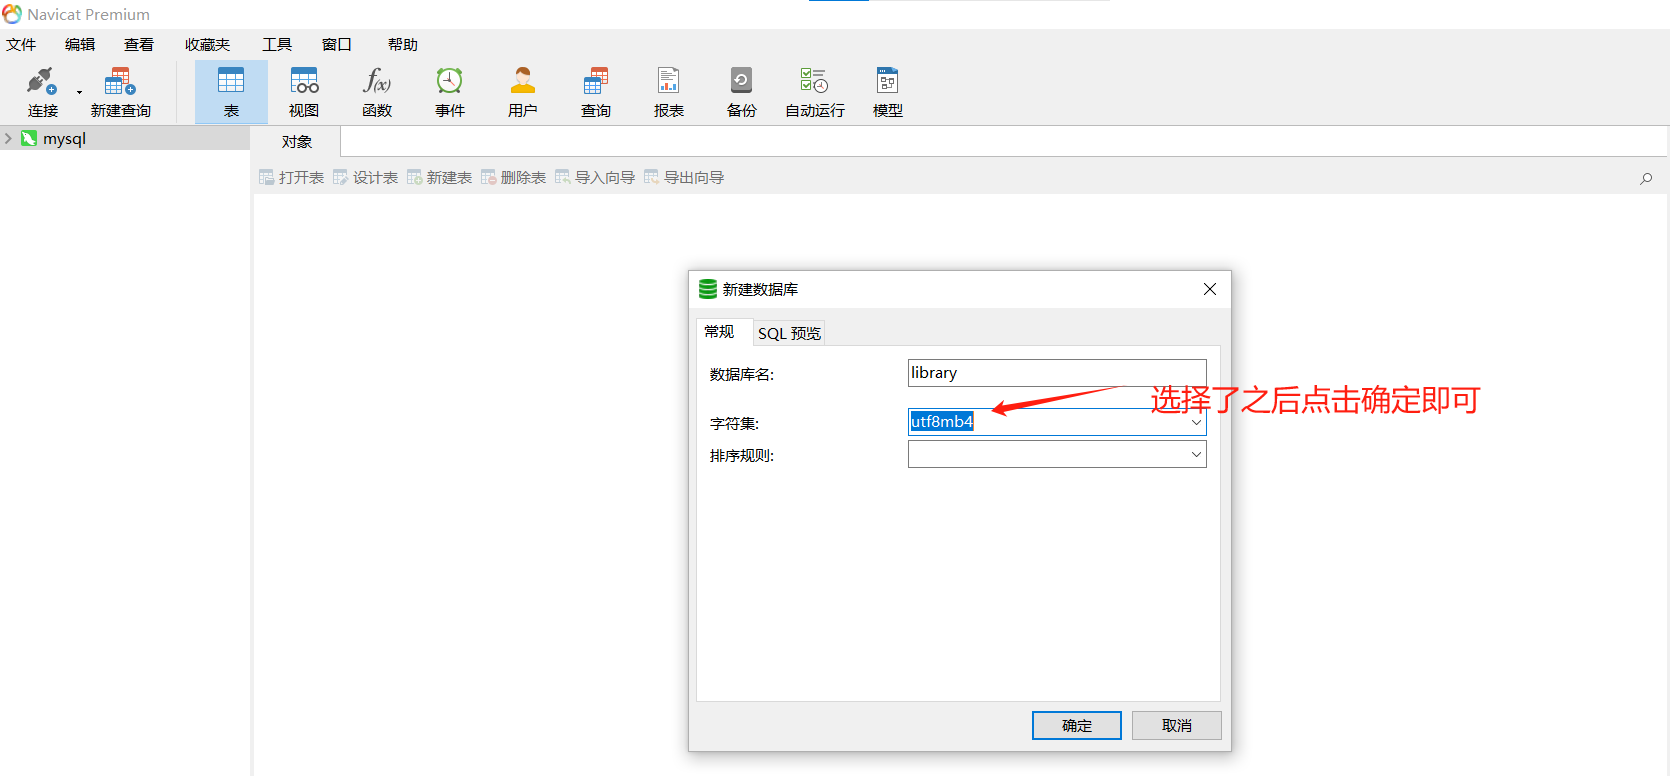 Navicat Premium
文件 编辑 查看 收藏夹 工具 窗口 帮助
连接 新建查询 表 视图 函数 事件 用户 查询 报表 备份 自动运行 模型
f(x)
mysql
对象
打开表 设计表 新建表 删除表 导入向导 导出向导
新建数据库
常规 SQL 预览
数据库名: library
选择了之后点击确定即可
字符集: utf8mb4
排序规则:
确定 取消